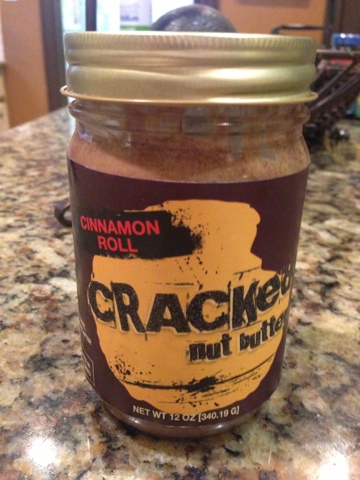 CINNAMON
ROLL
CRACKed
nut butter
NET WT 12 OZ [340.19 G]